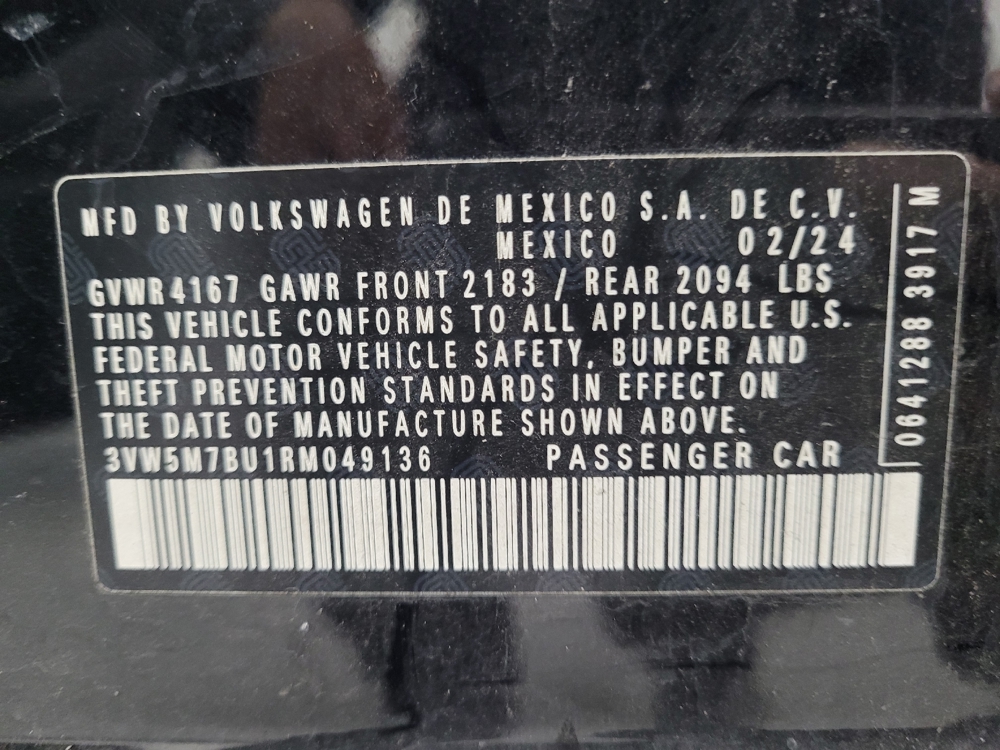 MFD BY VOLKSWAGEN DE MEXICO S.A. DE C.V.
MEXICO 02/24
GVWR 4167 GAWR FRONT 2183 / REAR 2094 LBS
THIS VEHICLE CONFORMS TO ALL APPLICABLE U.S.
FEDERAL MOTOR VEHICLE SAFETY, BUMPER AND
THEFT PREVENTION STANDARDS IN EFFECT ON
THE DATE OF MANUFACTURE SHOWN ABOVE.
3VW5M7BU1RM049136 PASSENGER CAR
0641288 3917 M